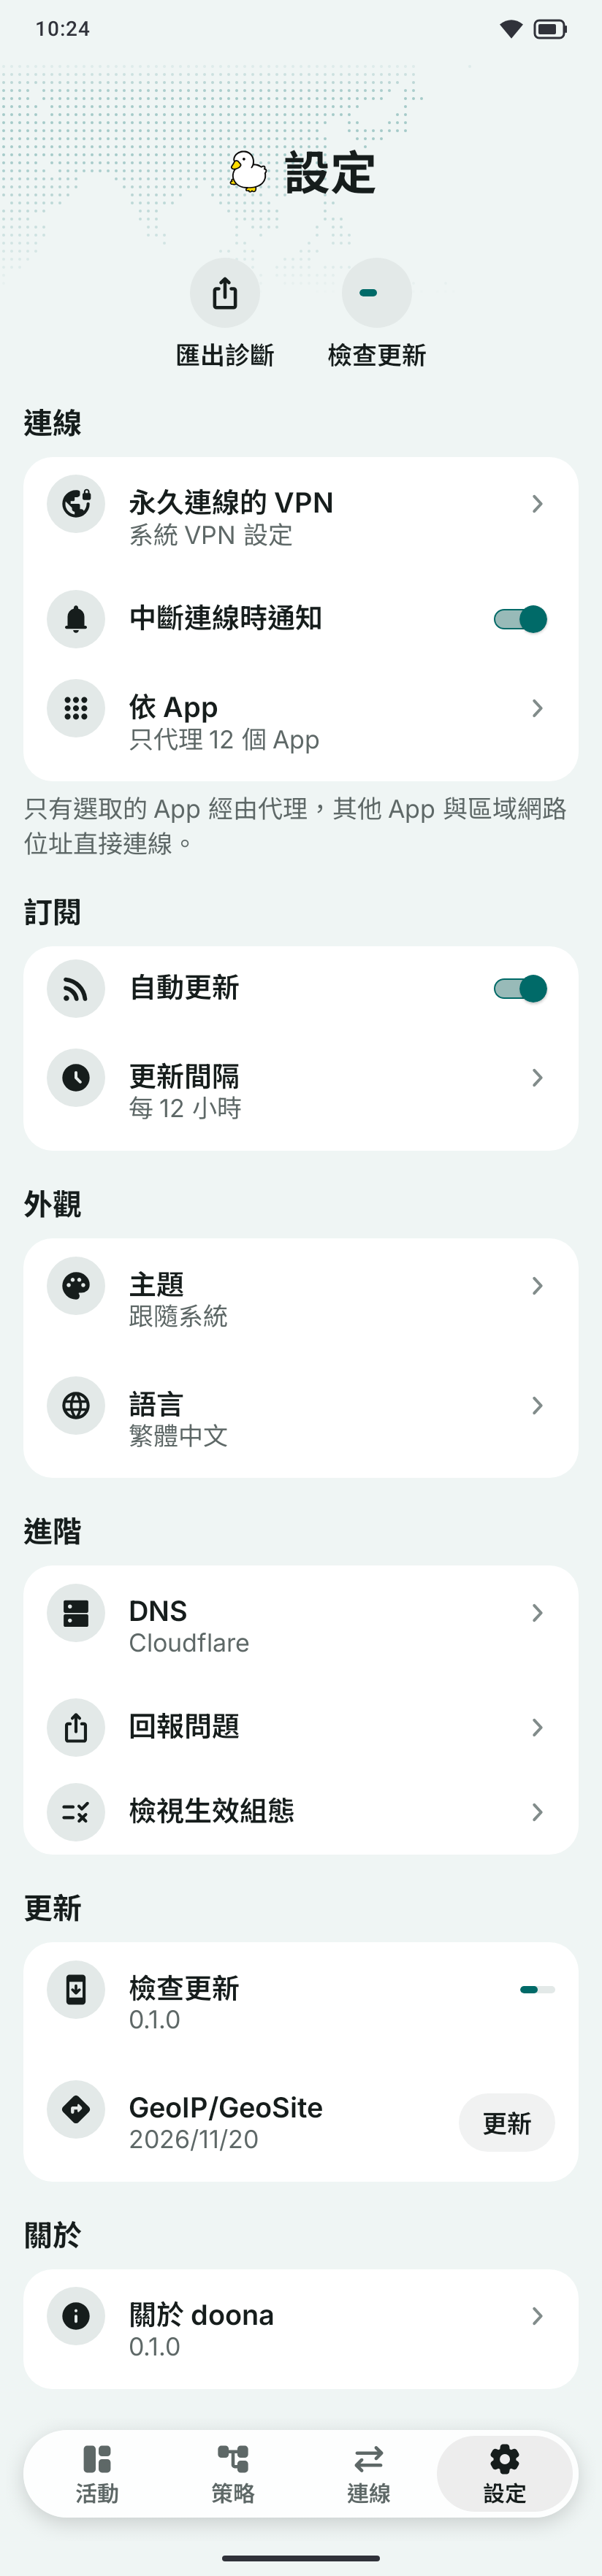 10:24
設定
匯出診斷
檢查更新
連線
永久連線的 VPN
系統 VPN 設定
中斷連線時通知
依 App
只代理 12 個 App
只有選取的 App 經由代理，其他 App 與區域網路
位址直接連線。
訂閱
自動更新
更新間隔
每 12 小時
外觀
主題
跟隨系統
語言
繁體中文
進階
DNS
Cloudflare
回報問題
檢視生效組態
更新
檢查更新
0.1.0
GeoIP/GeoSite
2026/11/20
更新
關於
關於 doona
0.1.0
活動
策略
連線
設定